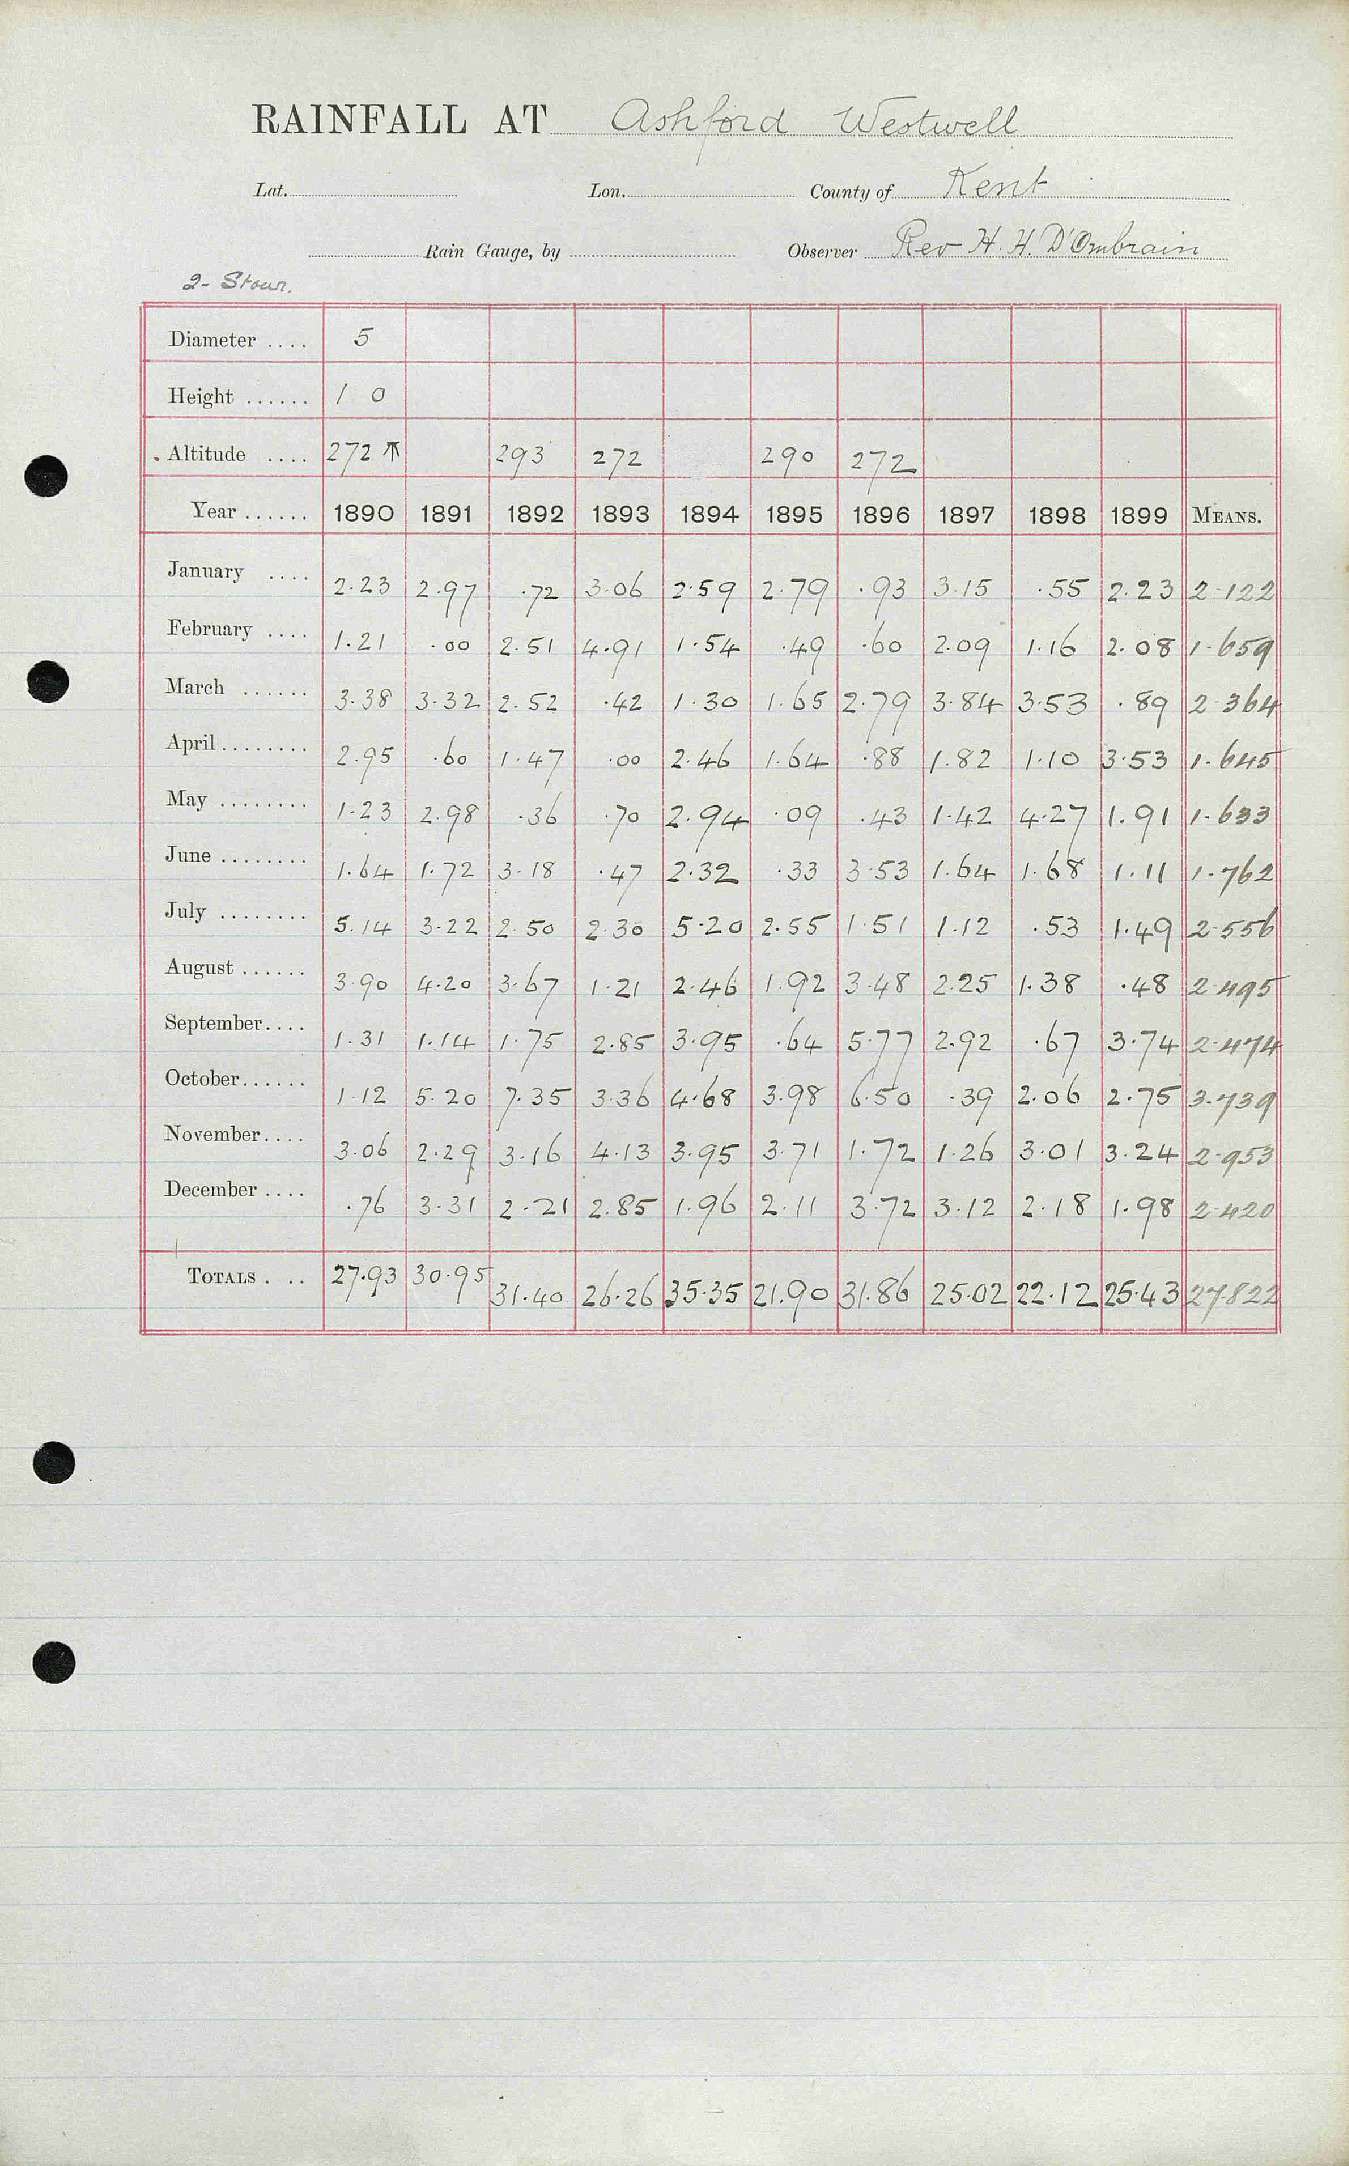 RAINFALL AT Ashford Westwell
Lat. Lon. County of Kent
Rain Gauge, by Observer Rev H. H. D'Ombrain
2- Stour.
Diameter .... 5
Height ...... 1 0
Altitude .... 272 ⚻ 293 272 290 272
Year ...... 1890 1891 1892 1893 1894 1895 1896 1897 1898 1899 MEANS.
January .... 2.23 2.97 .72 3.06 2.59 2.79 .93 3.15 .55 2.23 2.122
February .... 1.21 .00 2.51 4.91 1.54 .49 .60 2.09 1.16 2.08 1.659
March ...... 3.38 3.32 2.52 .42 1.30 1.65 2.79 3.84 3.53 .89 2.364
April ........ 2.95 .60 1.47 .00 2.46 1.64 .88 1.82 1.10 3.53 1.645
May ........ 1.23 2.98 .36 .70 2.94 .09 .43 1.42 4.27 1.91 1.633
June ........ 1.64 1.72 3.18 .47 2.32 .33 3.53 1.64 1.68 1.11 1.762
July ........ 5.14 3.22 2.50 2.30 5.20 2.55 1.51 1.12 .53 1.49 2.556
August ...... 3.90 4.20 3.67 1.21 2.46 1.92 3.48 2.25 1.38 .48 2.495
September.... 1.31 1.14 1.75 2.85 3.95 .64 5.77 2.92 .67 3.74 2.474
October...... 1.12 5.20 7.35 3.36 4.68 3.98 6.50 .39 2.06 2.75 3.739
November.... 3.06 2.29 3.16 4.13 3.95 3.71 1.72 1.26 3.01 3.24 2.953
December .... .76 3.31 2.21 2.85 1.96 2.11 3.72 3.12 2.18 1.98 2.420
TOTALS . .. 27.93 30.95 31.40 26.26 35.35 21.90 31.86 25.02 22.12 25.43 27822